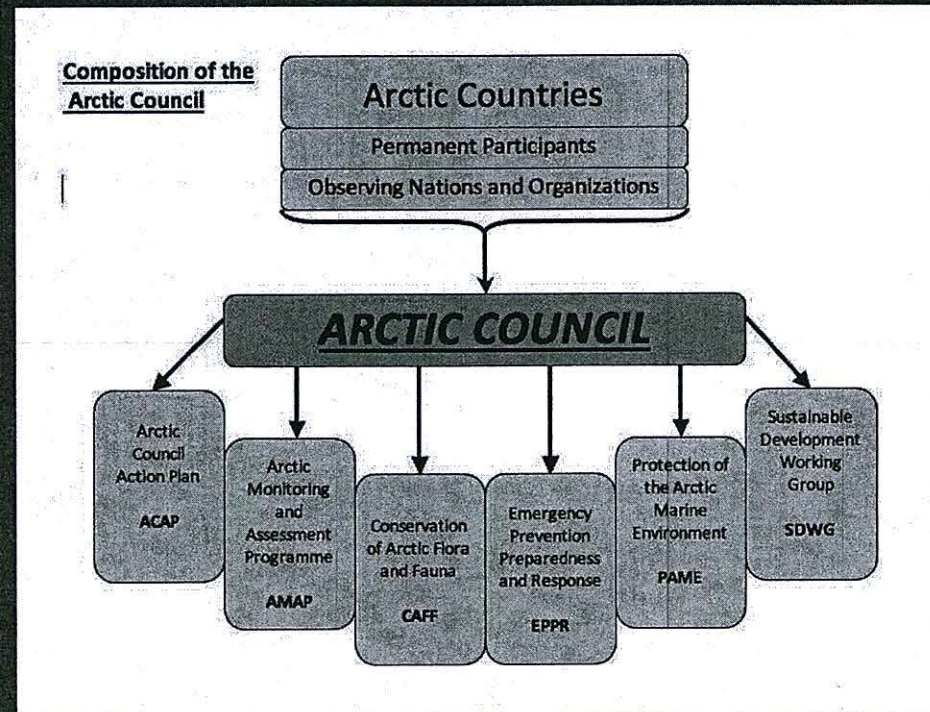 Composition of the
Arctic Council
Arctic Countries
Permanent Participants
Observing Nations and Organizations
ARCTIC COUNCIL
Arctic
Council
Action Plan
ACAP
Arctic
Monitoring
and
Assessment
Programme
AMAP
Conservation
of Arctic Flora
and Fauna
CAFF
Emergency
Prevention
Preparedness
and Response
EPPR
Protection of
the Arctic
Marine
Environment
PAME
Sustainable
Development
Working
Group
SDWG